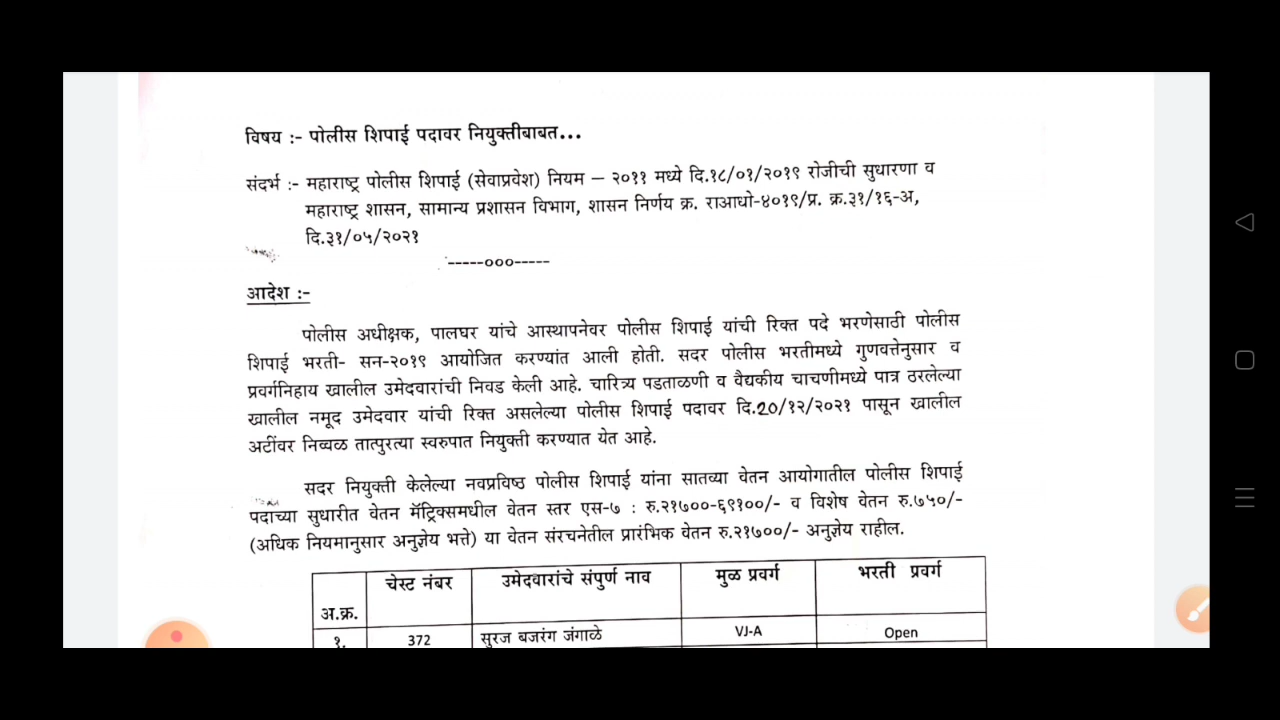 विषय :- पोलीस शिपाई पदावर नियुक्तीबाबत...
संदर्भ :- महाराष्ट्र पोलीस शिपाई (सेवाप्रवेश) नियम – २०११ मध्ये दि.१८/०१/२०१९ रोजीची सुधारणा व
महाराष्ट्र शासन, सामान्य प्रशासन विभाग, शासन निर्णय क्र. राआधो-४०१९/प्र. क्र.३१/१६-अ,
दि.३१/०५/२०२१
-----०००-----
आदेश :-
पोलीस अधीक्षक, पालघर यांचे आस्थापनेवर पोलीस शिपाई यांची रिक्त पदे भरणेसाठी पोलीस
शिपाई भरती- सन-२०१९ आयोजित करण्यांत आली होती. सदर पोलीस भरतीमध्ये गुणवत्तेनुसार व
प्रवर्गनिहाय खालील उमेदवारांची निवड केली आहे. चारित्र्य पडताळणी व वैद्यकीय चाचणीमध्ये पात्र ठरलेल्या
खालील नमूद उमेदवार यांची रिक्त असलेल्या पोलीस शिपाई पदावर दि.20/१२/२०२१ पासून खालील
अटींवर निव्वळ तात्पुरत्या स्वरुपात नियुक्ती करण्यात येत आहे.
सदर नियुक्ती केलेल्या नवप्रविष्ठ पोलीस शिपाई यांना सातव्या वेतन आयोगातील पोलीस शिपाई
पदाच्या सुधारीत वेतन मॅट्रिक्समधील वेतन स्तर एस-७ : रु.२१७००-६९१००/- व विशेष वेतन रु.७५०/-
(अधिक नियमानुसार अनुज्ञेय भत्ते) या वेतन संरचनेतील प्रारंभिक वेतन रु.२१७००/- अनुज्ञेय राहील.
अ.क्र. चेस्ट नंबर उमेदवारांचे संपुर्ण नाव मुळ प्रवर्ग भरती प्रवर्ग
१. 372 सुरज बजरंग जंगाळे VJ-A Open